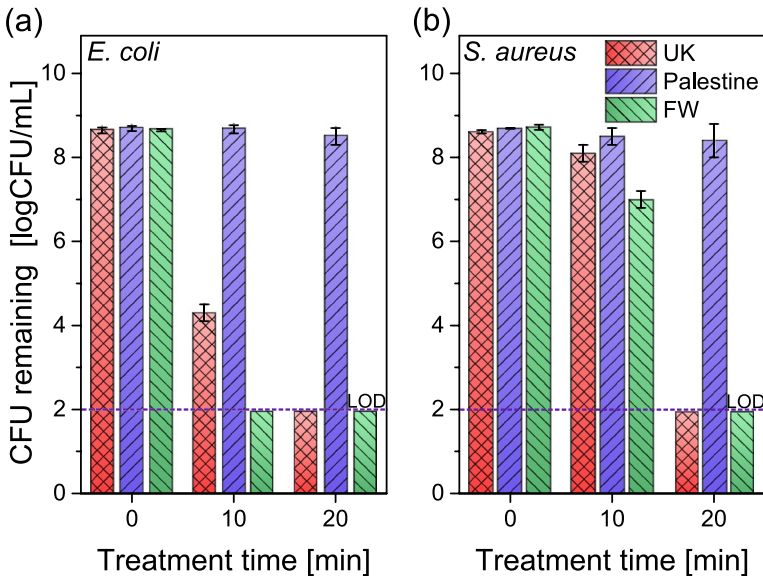 (a)
E. coli
CFU remaining [logCFU/mL]
10
8
6
4
2
0
LOD
0 10 20
Treatment time [min]
(b)
S. aureus
UK
Palestine
FW
10
8
6
4
2
0
LOD
0 10 20
Treatment time [min]